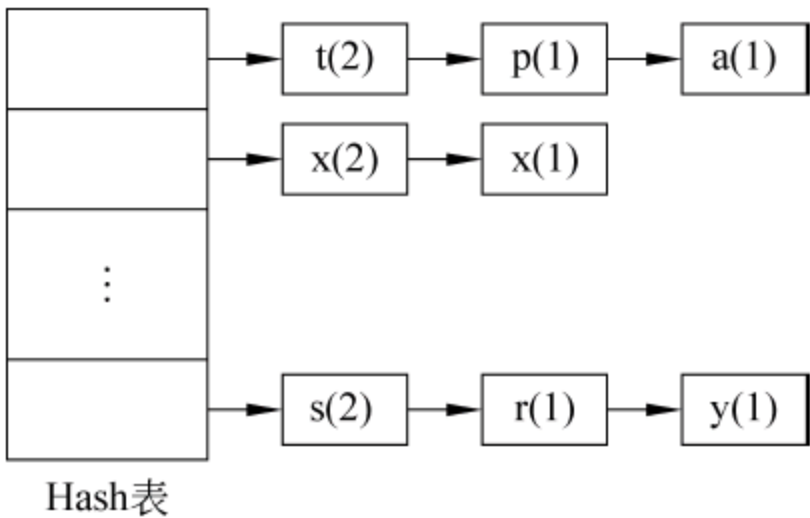 t(2) p(1) a(1)
x(2) x(1)
⋮
s(2) r(1) y(1)
Hash表